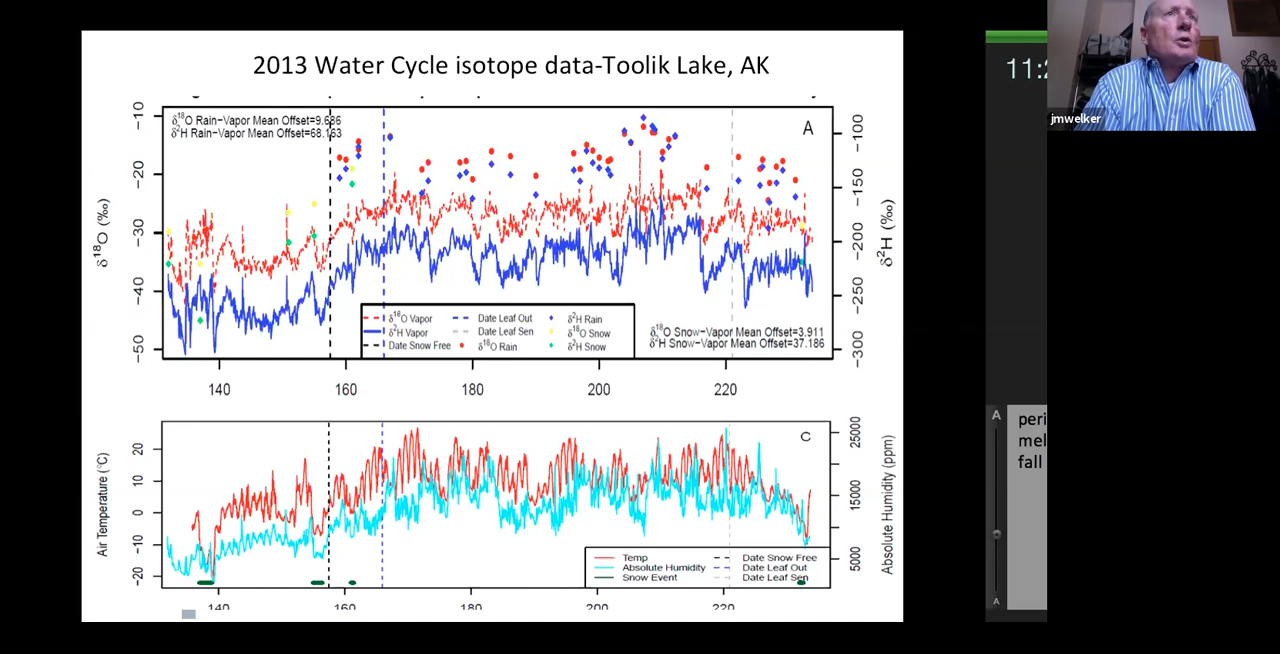 2013 Water Cycle isotope data-Toolik Lake, AK
11:2
jmwelker
A
δ18O Rain−Vapor Mean Offset=9.686
δ2H Rain−Vapor Mean Offset=68.163
δ18O (‰)
−10
−20
−30
−40
−50
δ2H (‰)
−100
−150
−200
−250
−300
δ18O Vapor
δ2H Vapor
Date Snow Free
Date Leaf Out
Date Leaf Sen
δ18O Rain
δ2H Rain
δ18O Snow
δ2H Snow
δ18O Snow−Vapor Mean Offset=3.911
δ2H Snow−Vapor Mean Offset=37.186
140 160 180 200 220
C
Air Temperature (°C)
20
10
0
−10
−20
Absolute Humidity (ppm)
25000
15000
5000
Temp
Absolute Humidity
Snow Event
Date Snow Free
Date Leaf Out
Date Leaf Sen
140 160 180 200 220
A
peri
mel
fall
A